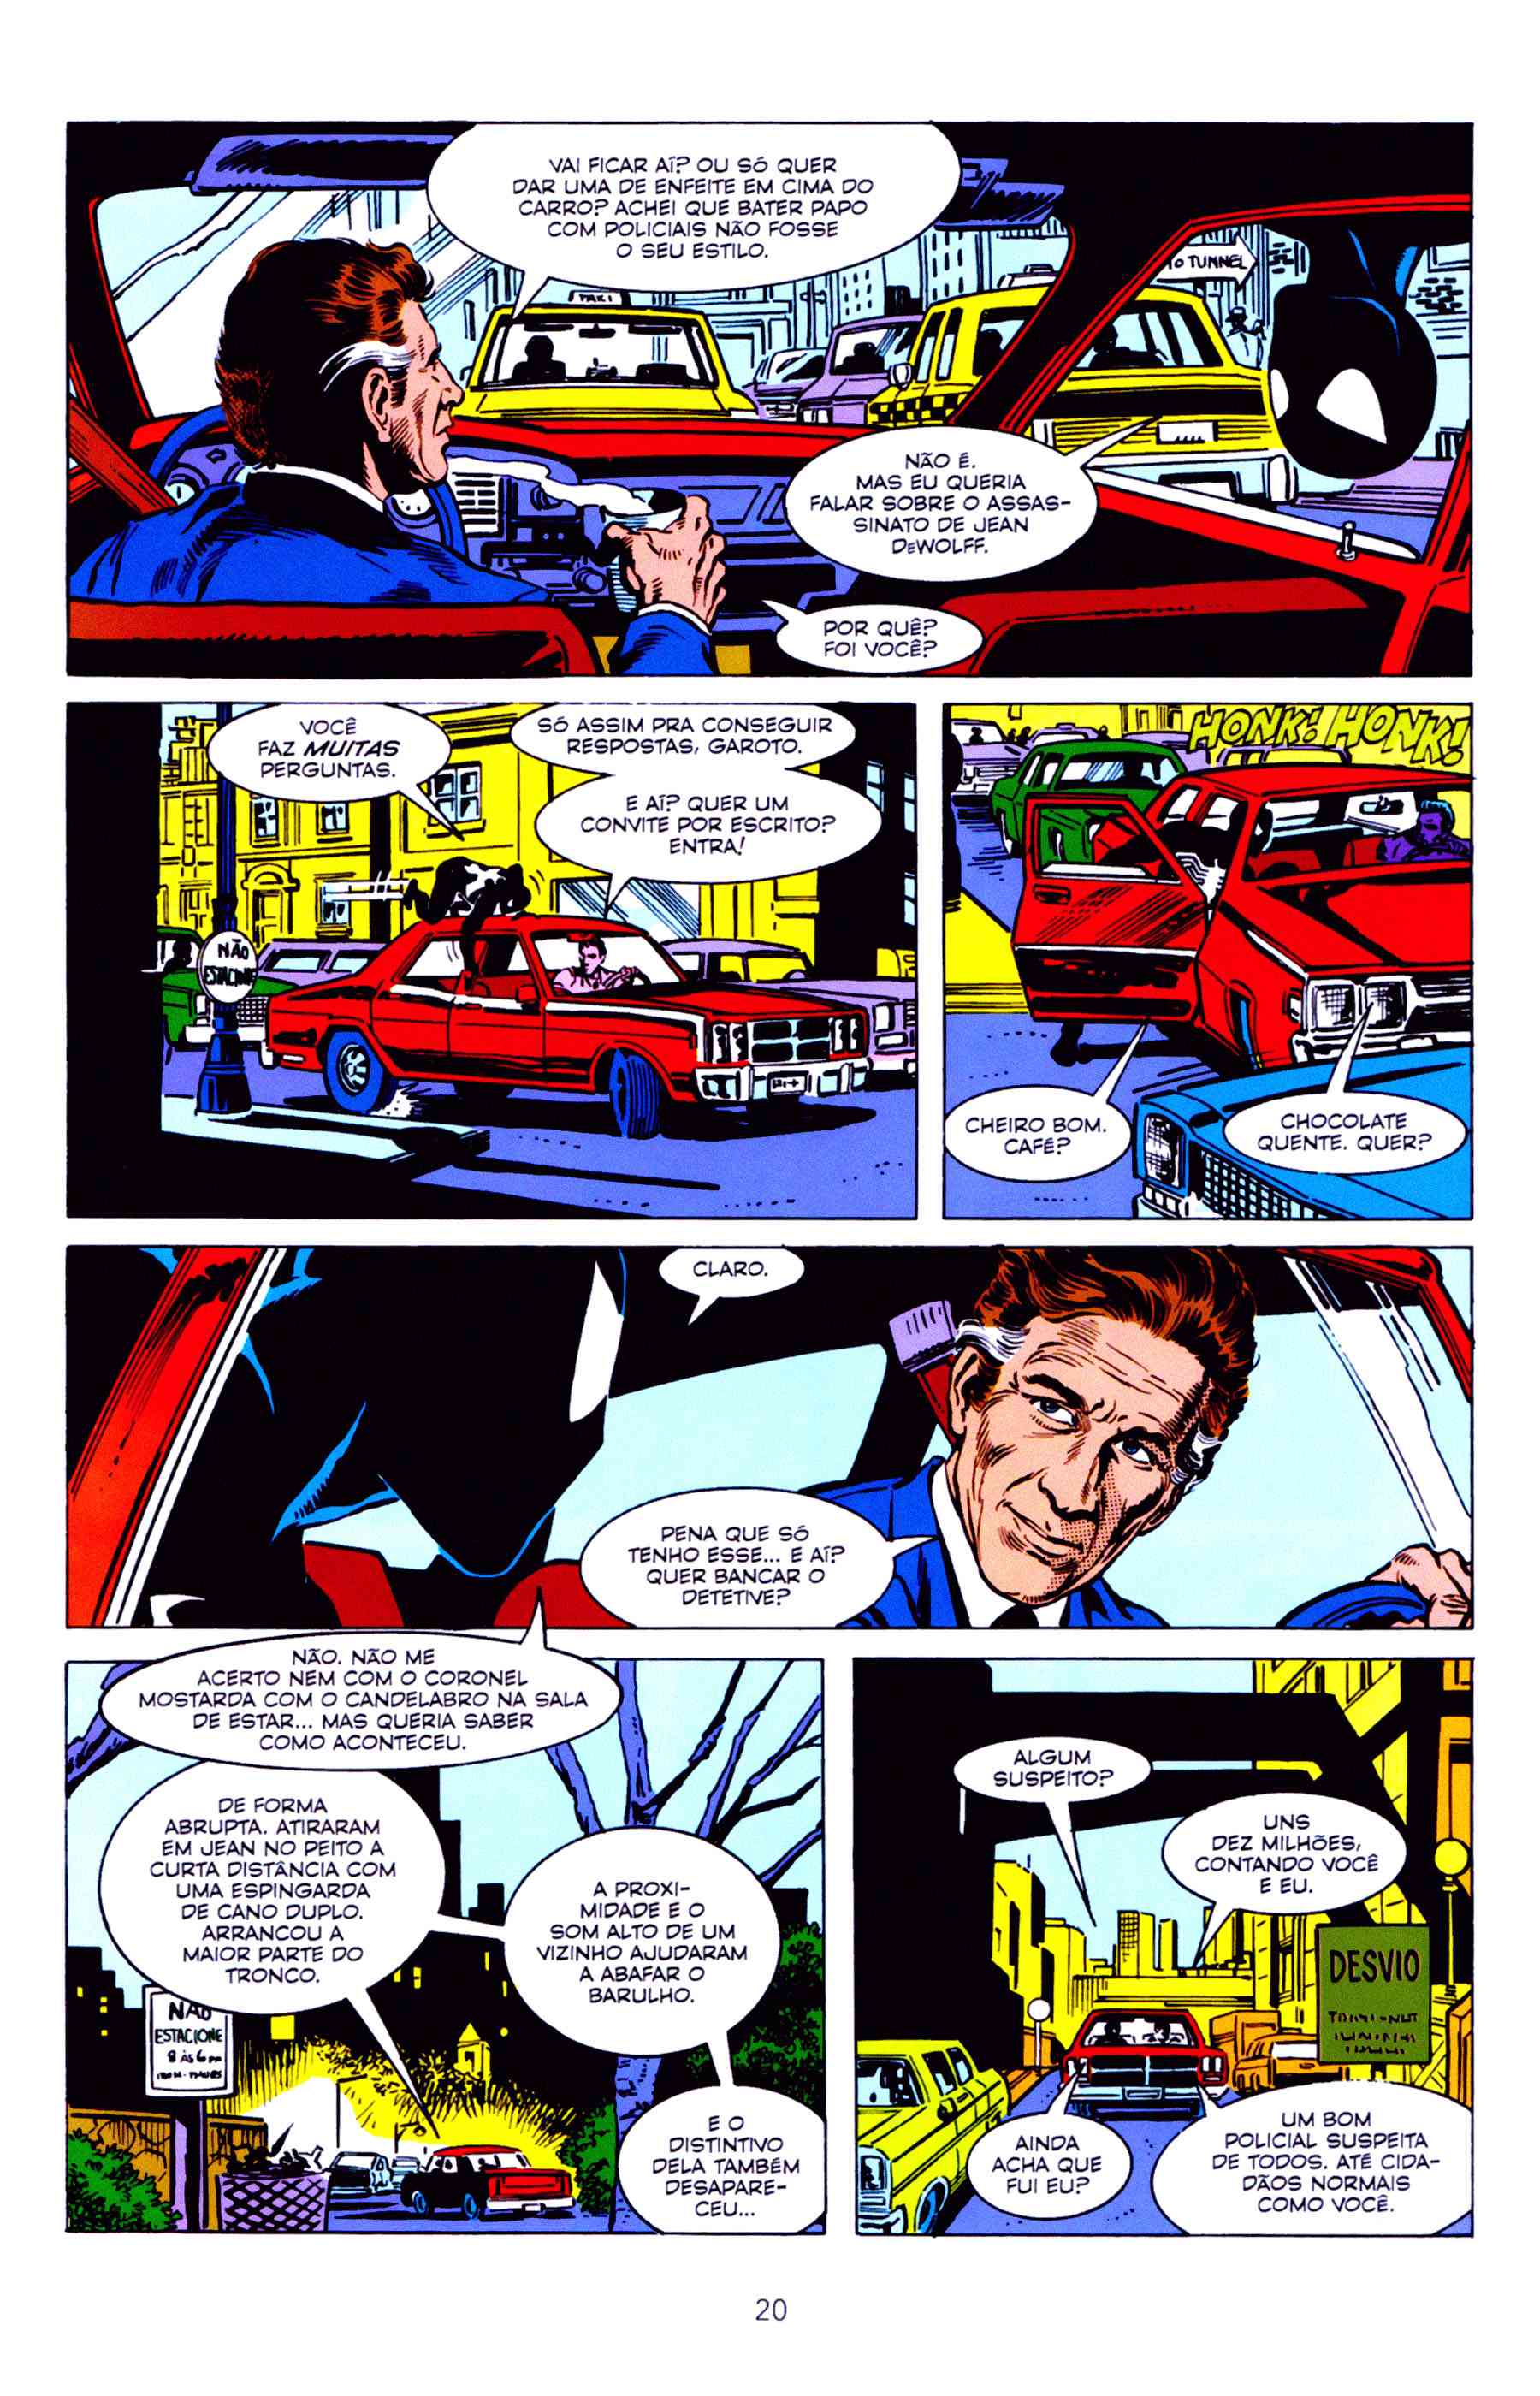 VAI FICAR AÍ? OU SÓ QUER
DAR UMA DE ENFEITE EM CIMA DO
CARRO? ACHEI QUE BATER PAPO
COM POLICIAIS NÃO FOSSE
O SEU ESTILO.
TAXI
TUNNEL
NÃO É.
MAS EU QUERIA
FALAR SOBRE O ASSAS-
SINATO DE JEAN
DeWOLFF.
POR QUÊ?
FOI VOCÊ?
VOCÊ
FAZ MUITAS
PERGUNTAS.
SÓ ASSIM PRA CONSEGUIR
RESPOSTAS, GAROTO.
E AÍ? QUER UM
CONVITE POR ESCRITO?
ENTRA!
NÃO
ESTACIONE
HONK! HONK!
CHEIRO BOM.
CAFÉ?
CHOCOLATE
QUENTE. QUER?
CLARO.
PENA QUE SÓ
TENHO ESSE... E AÍ?
QUER BANCAR O
DETETIVE?
NÃO. NÃO ME
ACERTO NEM COM O CORONEL
MOSTARDA COM O CANDELABRO NA SALA
DE ESTAR... MAS QUERIA SABER
COMO ACONTECEU.
DE FORMA
ABRUPTA. ATIRARAM
EM JEAN NO PEITO A
CURTA DISTÂNCIA COM
UMA ESPINGARDA
DE CANO DUPLO.
ARRANCOU A
MAIOR PARTE DO
TRONCO.
A PROXI-
MIDADE E O
SOM ALTO DE UM
VIZINHO AJUDARAM
A ABAFAR O
BARULHO.
NÃO
ESTACIONE
8 ÀS 6 PM
E O
DISTINTIVO
DELA TAMBÉM
DESAPARE-
CEU...
ALGUM
SUSPEITO?
UNS
DEZ MILHÕES,
CONTANDO VOCÊ
E EU.
DESVIO
AINDA
ACHA QUE
FUI EU?
UM BOM
POLICIAL SUSPEITA
DE TODOS. ATÉ CIDA-
DÃOS NORMAIS
COMO VOCÊ.
20